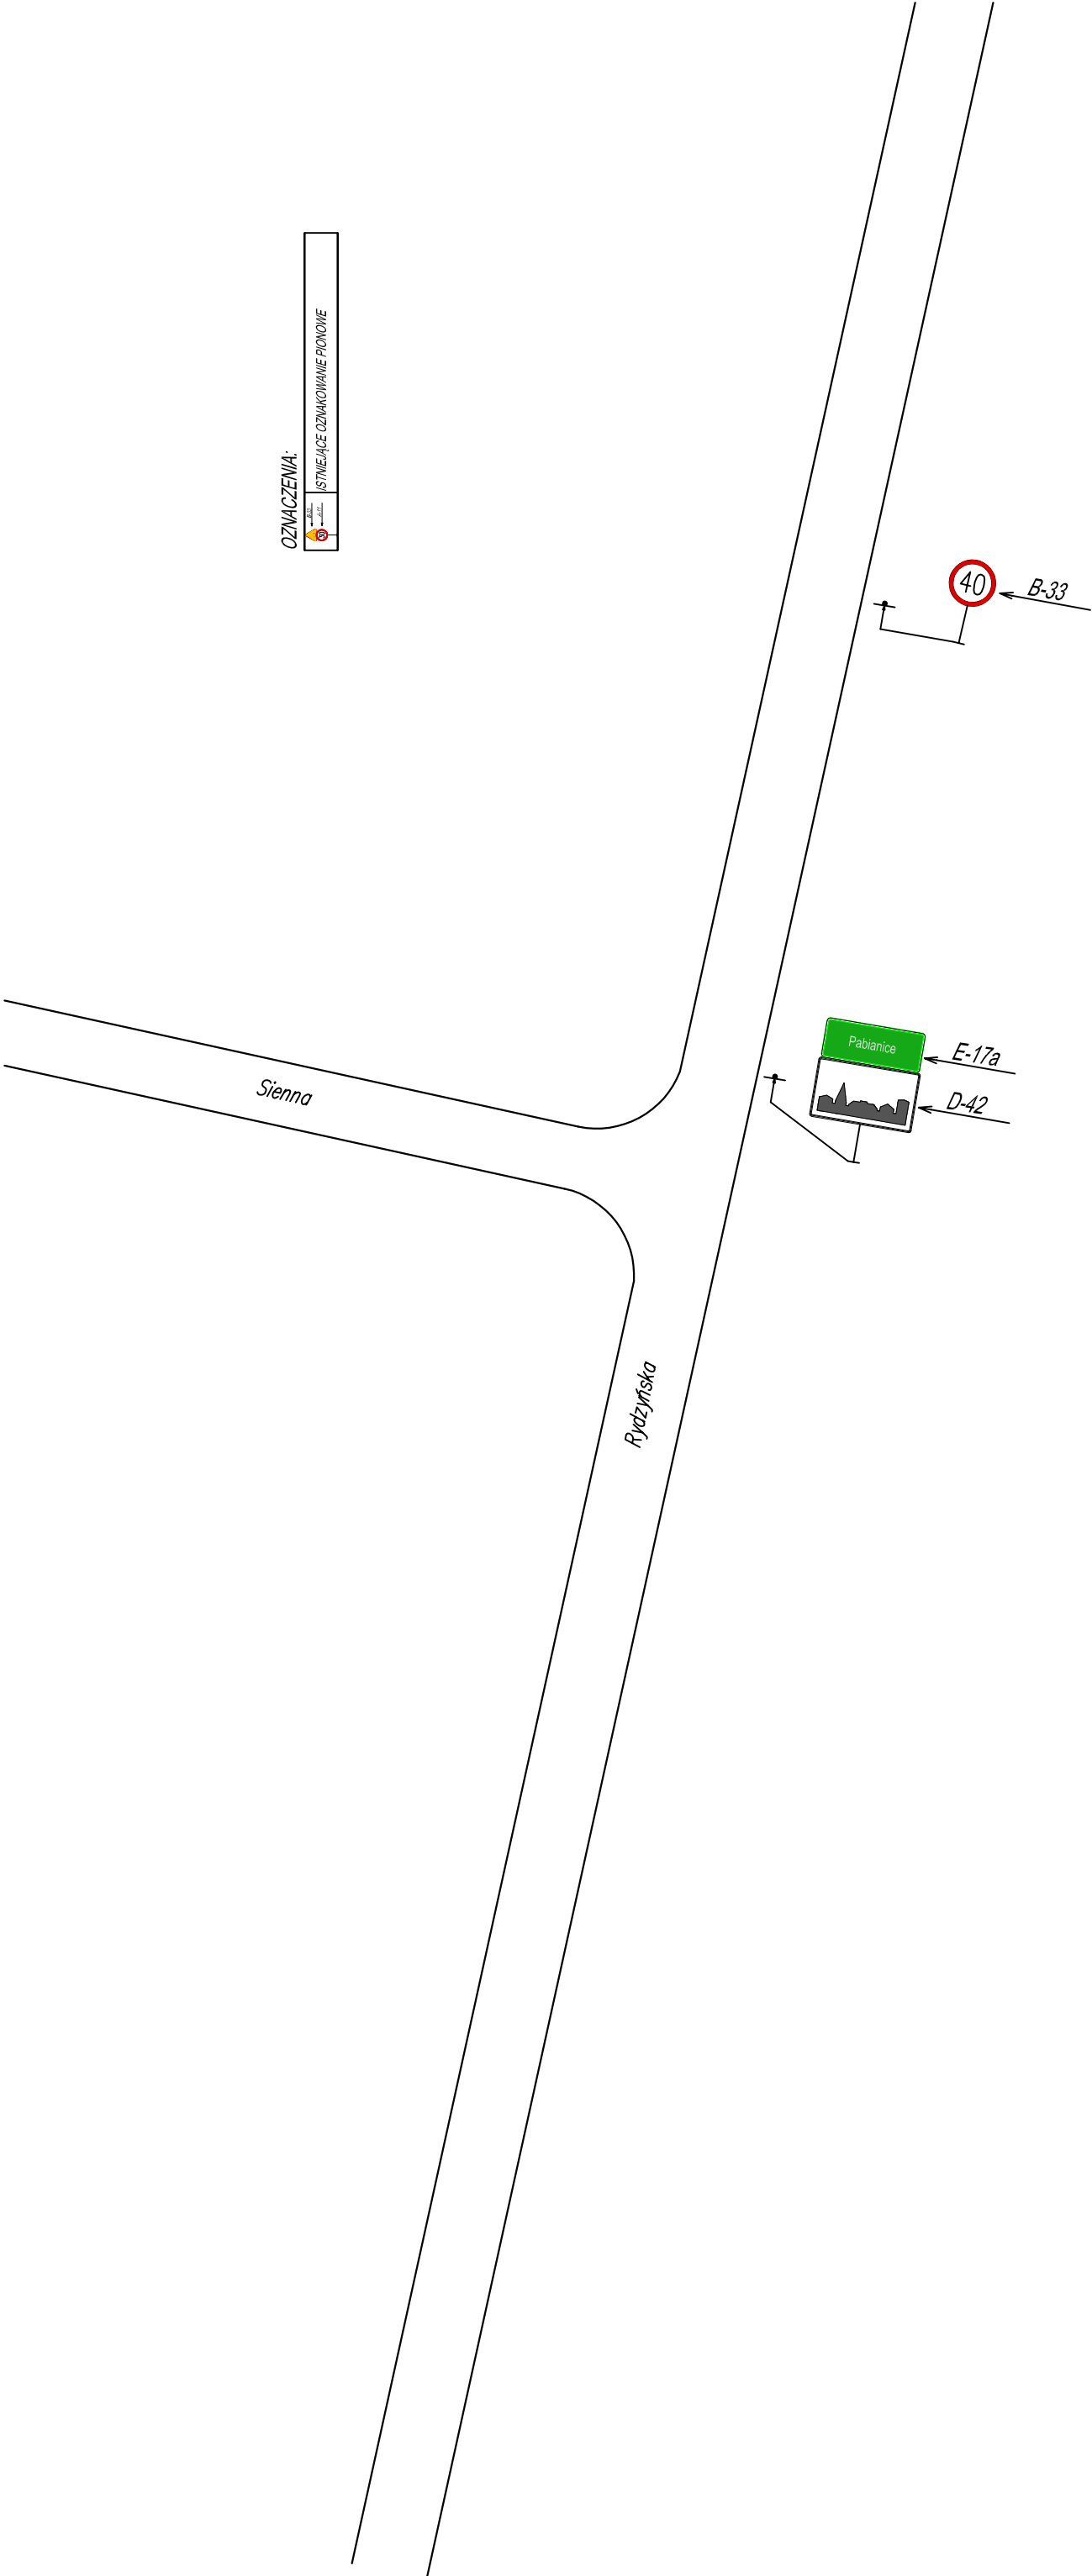 OZNACZENIA:
ISTNIEJĄCE OZNAKOWANIE PIONOWE
40
B-33
Pabianice
E-17a
D-42
Sienna
Rydzyńska